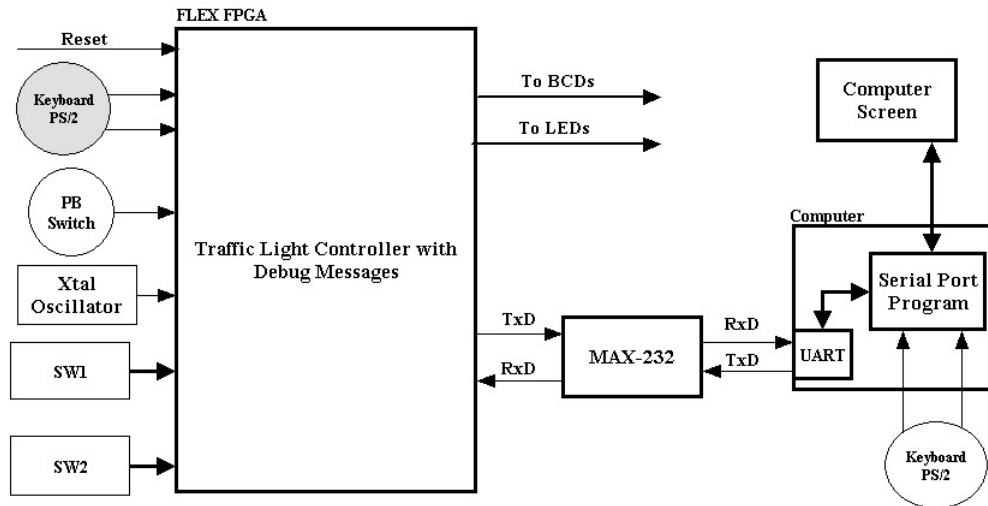 FLEX FPGA
Reset
Keyboard
PS/2
PB
Switch
Xtal
Oscillator
SW1
SW2
Traffic Light Controller with
Debug Messages
To BCDs
To LEDs
TxD
RxD
MAX-232
RxD
TxD
Computer
Screen
Computer
Serial Port
Program
UART
Keyboard
PS/2